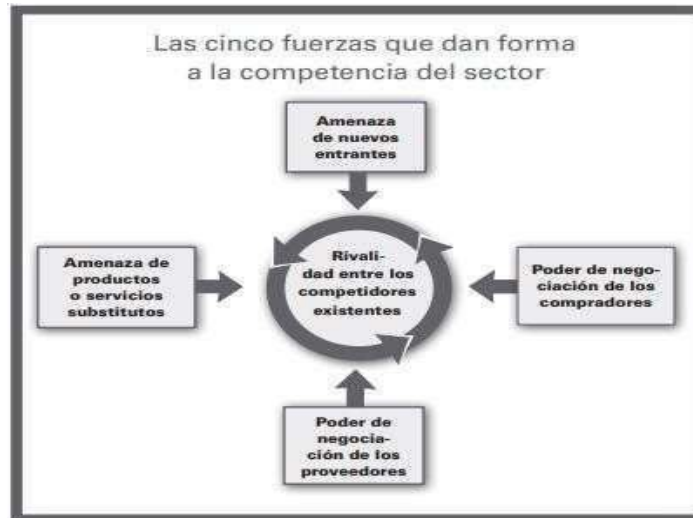 Las cinco fuerzas que dan forma
a la competencia del sector
Amenaza
de nuevos
entrantes
Amenaza de
productos
o servicios
substitutos
Rivali-
dad entre los
competidores
existentes
Poder de nego-
ciación de los
compradores
Poder de
negocia-
ción de los
proveedores